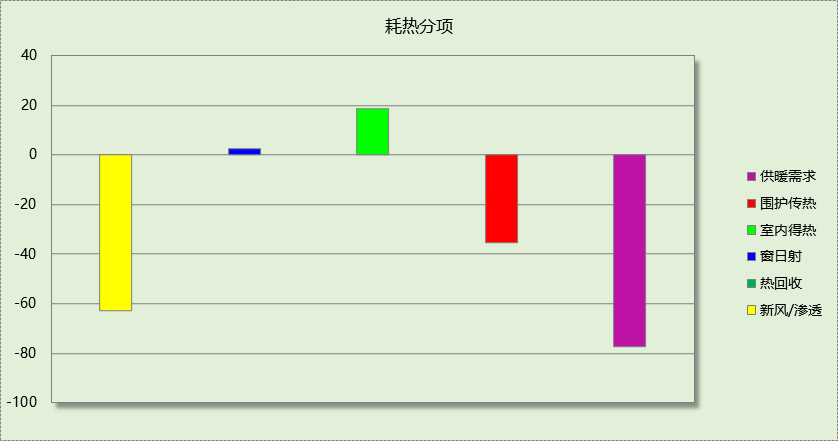 耗热分项
40
20
0
-20
-40
-60
-80
-100
供暖需求
围护传热
室内得热
窗日射
热回收
新风/渗透